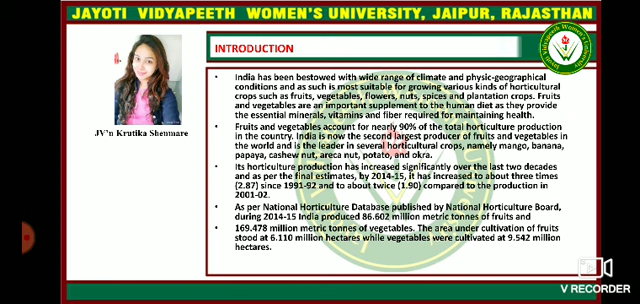 JAYOTI VIDYAPEETH WOMEN'S UNIVERSITY, JAIPUR, RAJASTHAN
INTRODUCTION
JV'n Krutika Sheumare
• India has been bestowed with wide range of climate and physic-geographical
conditions and as such is most suitable for growing various kinds of horticultural
crops such as fruits, vegetables, flowers, nuts, spices and plantation crops. Fruits
and vegetables are an important supplement to the human diet as they provide
the essential minerals, vitamins and fiber required for maintaining health.
• Fruits and vegetables account for nearly 90% of the total horticulture production
in the country. India is now the second largest producer of fruits and vegetables in
the world and is the leader in several horticultural crops, namely mango, banana,
papaya, cashew nut, areca nut, potato, and okra.
• Its horticulture production has increased significantly over the last two decades
and as per the final estimates, by 2014-15, it has increased to about three times
(2.87) since 1991-92 and to about twice (1.90) compared to the production in
2001-02.
• As per National Horticulture Database published by National Horticulture Board,
during 2014-15 India produced 86.602 million metric tonnes of fruits and
• 169.478 million metric tonnes of vegetables. The area under cultivation of fruits
stood at 6.110 million hectares while vegetables were cultivated at 9.542 million
hectares.
V RECORDER